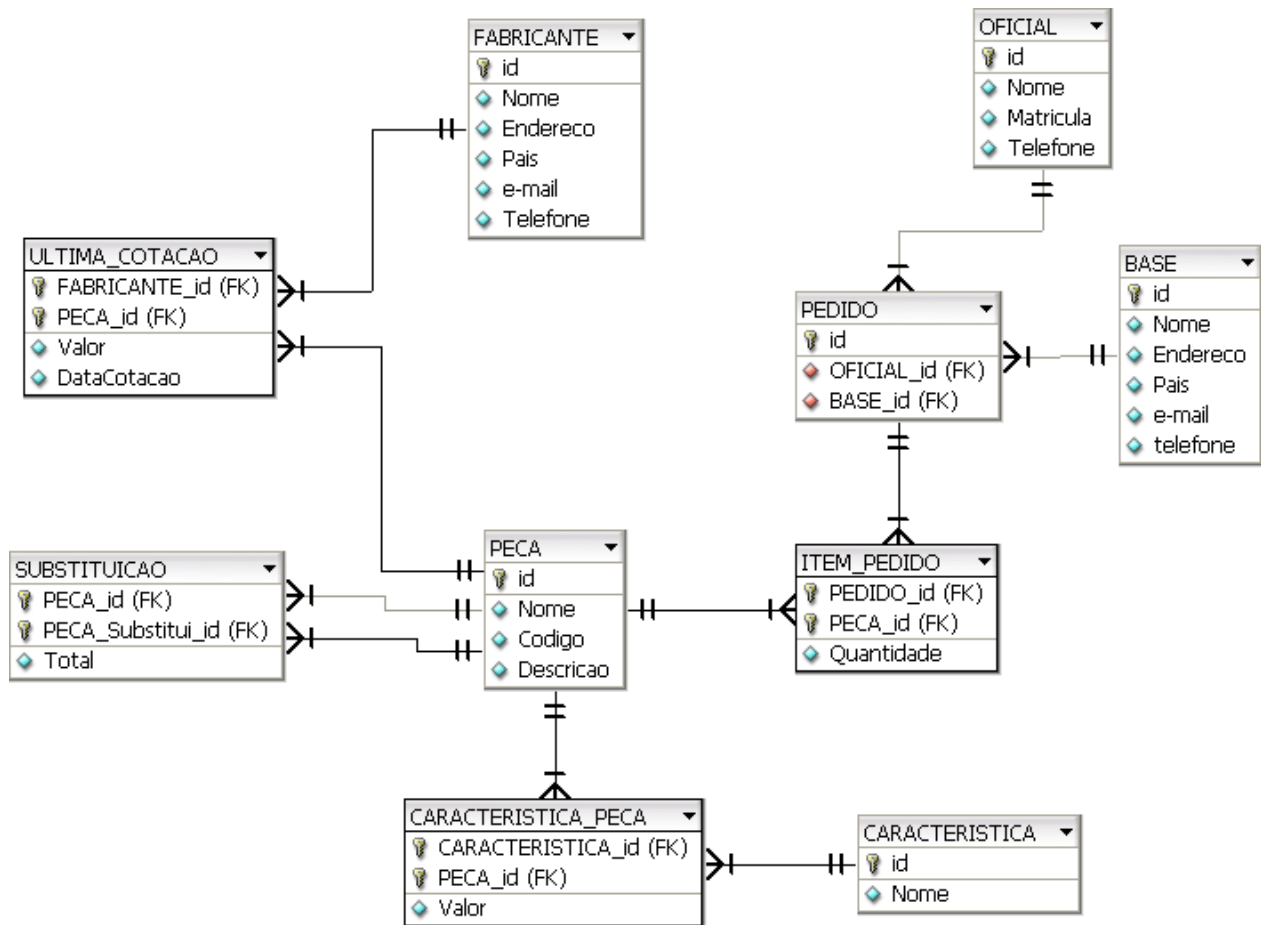 FABRICANTE
id
Nome
Endereco
Pais
e-mail
Telefone
OFICIAL
id
Nome
Matricula
Telefone
ULTIMA_COTACAO
FABRICANTE_id (FK)
PECA_id (FK)
Valor
DataCotacao
PEDIDO
id
OFICIAL_id (FK)
BASE_id (FK)
BASE
id
Nome
Endereco
Pais
e-mail
telefone
SUBSTITUICAO
PECA_id (FK)
PECA_Substitui_id (FK)
Total
PECA
id
Nome
Codigo
Descricao
ITEM_PEDIDO
PEDIDO_id (FK)
PECA_id (FK)
Quantidade
CARACTERISTICA_PECA
CARACTERISTICA_id (FK)
PECA_id (FK)
Valor
CARACTERISTICA
id
Nome